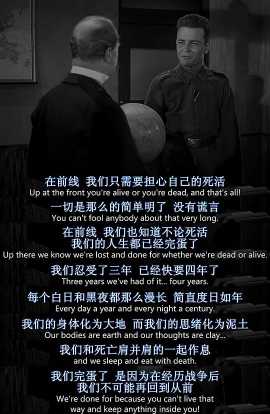 在前线 我们只需要担心自己的死活
Up at the front you're alive or you're dead, and that's all!
一切是那么的简单明了 没有谎言
You can't fool anybody about that very long.
在前线 我们也知道不论死活
我们的人生都已经完蛋了
Up there we know we're lost and done for whether we're dead or alive.
我们忍受了三年 已经快要四年了
Three years we've had of it... four years.
每个白日和黑夜都那么漫长 简直度日如年
Every day a year and every night a century.
我们的身体化为大地 而我们的思绪化为泥土
Our bodies are earth and our thoughts are clay...
我们和死亡肩并肩的一起作息
and we sleep and eat with death.
我们完蛋了 是因为在经历战争后
我们不可能再回到从前
We're done for because you can't live that
way and keep anything inside you!